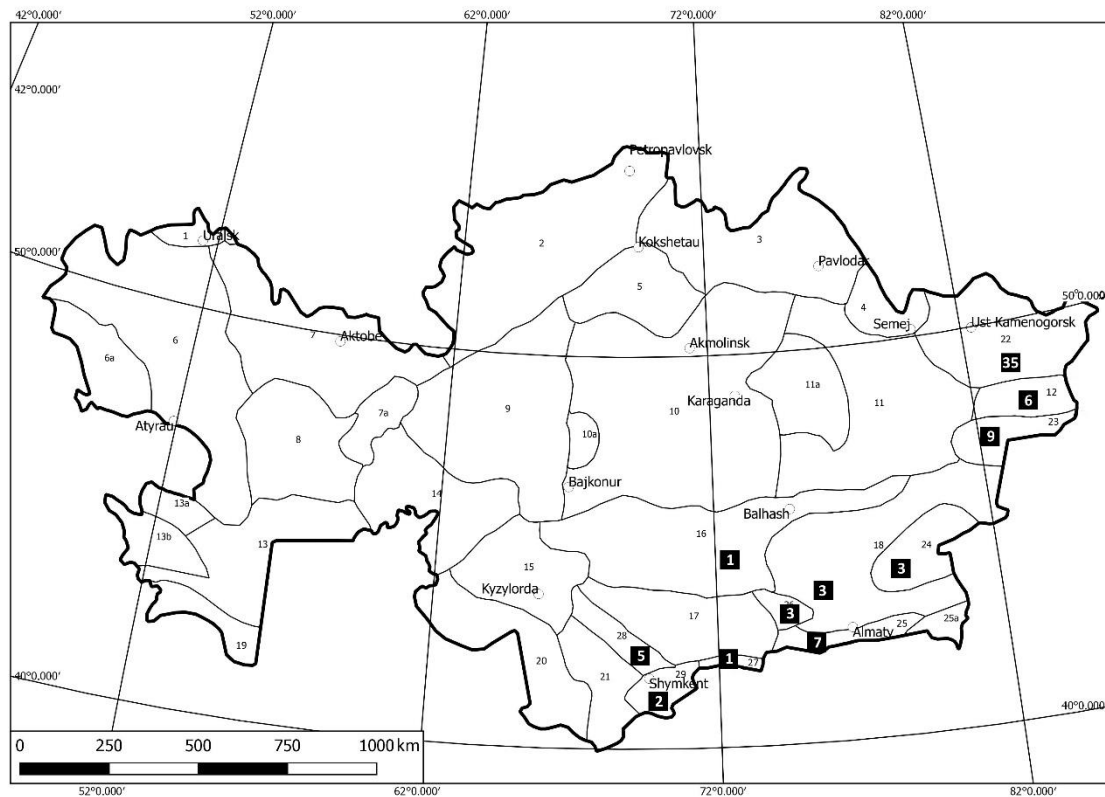 42°0.000′ 52°0.000′ 62°0.000′ 72°0.000′ 82°0.000′
42°0.000′
Petropavlovsk
1 Uralsk
2
Kokshetau
3
50°0.000′
Pavlodar
5
4
50°0.000′
Semej
Ust Kamenogorsk
6
7
Aktobe
Akmolinsk
22
6a
35
11a
Karaganda
6
12
7a
9
10
11
Atyrau
23
8
10a
9
Bajkonur
14
13a
Balhash
13b
13
16
18
24
1
15
3
Kyzylorda
3
26
3
17
Almaty
25
25a
28
7
19
20
5
1
27
21
29
Shymkent
2
40°0.000′
40°0.000′
0 250 500 750 1000 km
52°0.000′ 62°0.000′ 72°0.000′ 82°0.000′